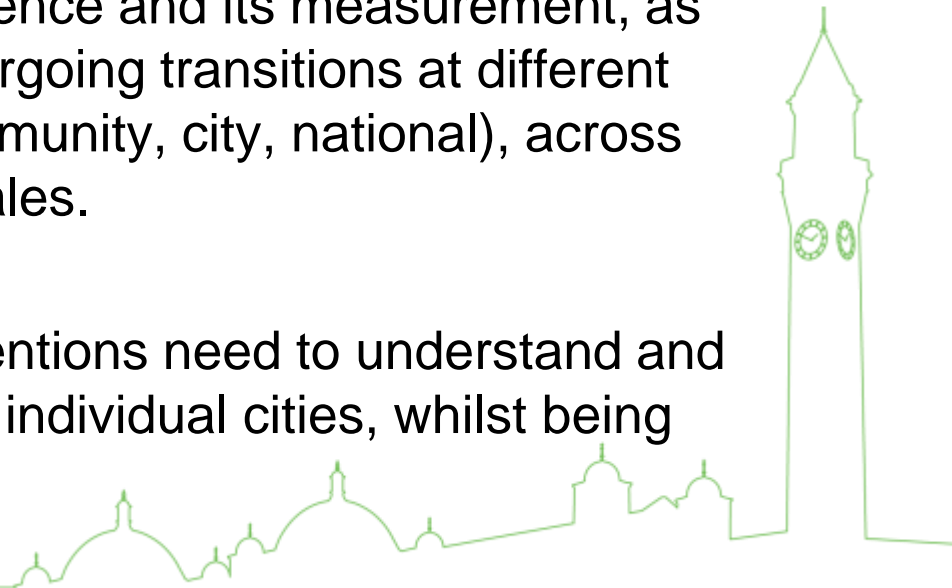 ence and its measurement, as
rgoing transitions at different
munity, city, national), across
ales.
entions need to understand and
individual cities, whilst being